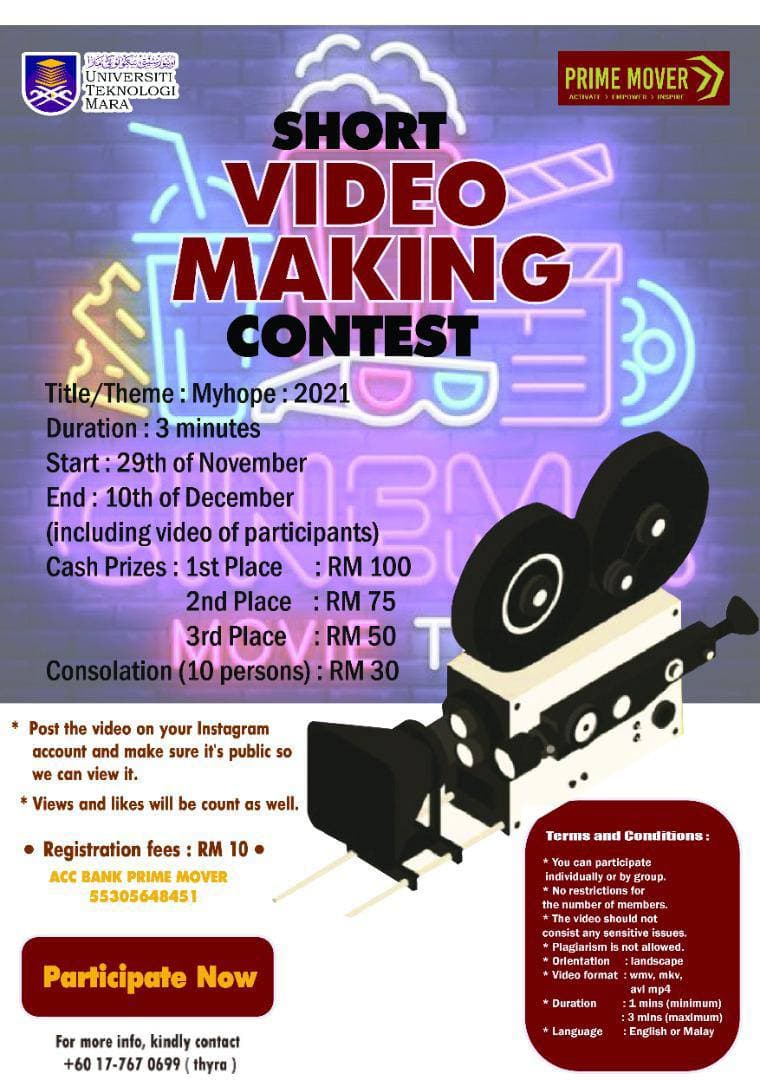 UNIVERSITI
TEKNOLOGI
MARA
PRIME MOVER
ACTIVATE > EMPOWER > INSPIRE
SHORT
VIDEO
MAKING
CONTEST
Title/Theme : Myhope : 2021
Duration : 3 minutes
Start : 29th of November
End : 10th of December
(including video of participants)
Cash Prizes : 1st Place : RM 100
2nd Place : RM 75
3rd Place : RM 50
Consolation (10 persons) : RM 30
CINEMA
MOVIE T
* Post the video on your Instagram
account and make sure it's public so
we can view it.
* Views and likes will be count as well.
• Registration fees : RM 10 •
ACC BANK PRIME MOVER
55305648451
Participate Now
For more info, kindly contact
+60 17-767 0699 ( thyra )
Terms and Conditions :
* You can participate
individually or by group.
* No restrictions for
the number of members.
* The video should not
consist any sensitive issues.
* Plagiarism is not allowed.
* Orientation : landscape
* Video format : wmv, mkv,
avi mp4
* Duration : 1 mins (minimum)
: 3 mins (maximum)
* Language : English or Malay